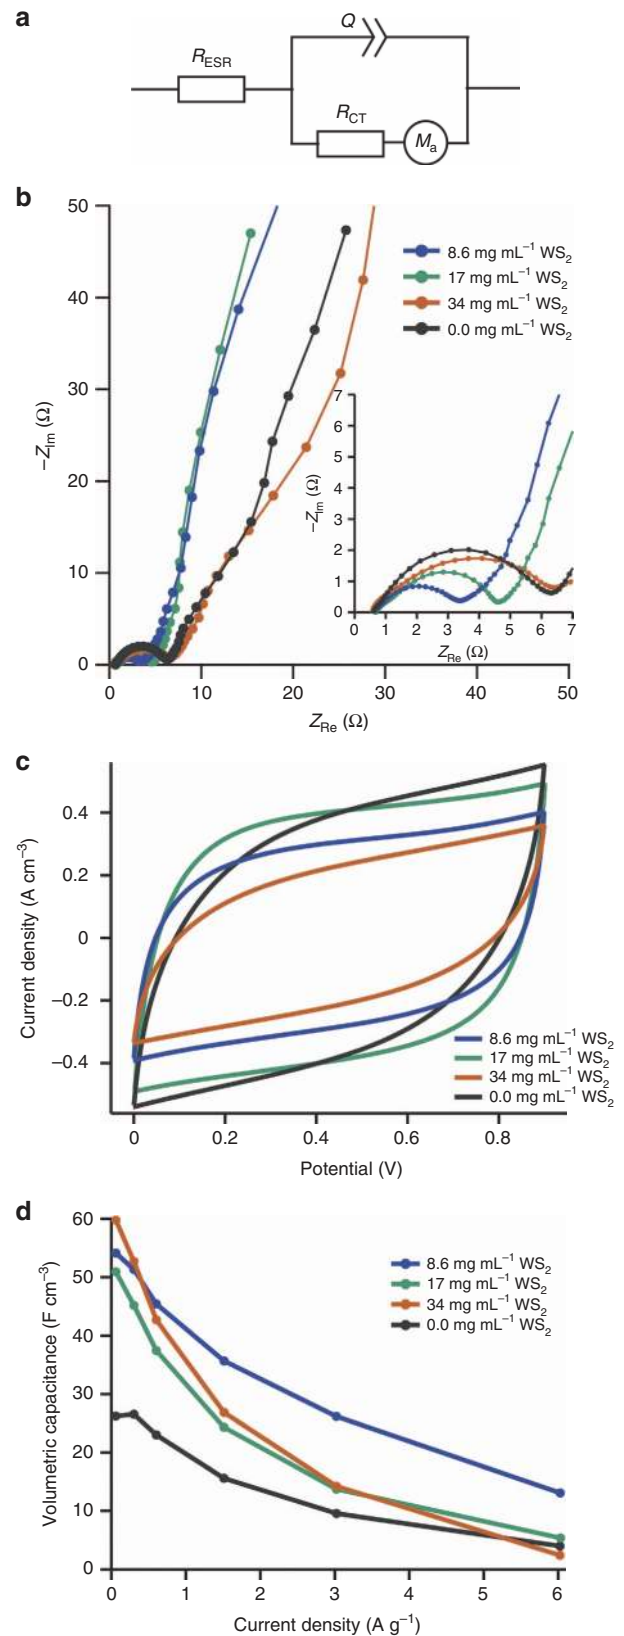 a
Q
R_ESR
R_CT
M_a
b
50
40
30
20
10
0
−Z_Im (Ω)
0 10 20 30 40 50
Z_Re (Ω)
8.6 mg mL⁻¹ WS₂
17 mg mL⁻¹ WS₂
34 mg mL⁻¹ WS₂
0.0 mg mL⁻¹ WS₂
7
6
5
4
3
2
1
0
−Z_Im (Ω)
0 1 2 3 4 5 6 7
Z_Re (Ω)
c
0.4
0.2
0
−0.2
−0.4
Current density (A cm⁻³)
8.6 mg mL⁻¹ WS₂
17 mg mL⁻¹ WS₂
34 mg mL⁻¹ WS₂
0.0 mg mL⁻¹ WS₂
0 0.2 0.4 0.6 0.8
Potential (V)
d
60
50
40
30
20
10
0
Volumetric capacitance (F cm⁻³)
8.6 mg mL⁻¹ WS₂
17 mg mL⁻¹ WS₂
34 mg mL⁻¹ WS₂
0.0 mg mL⁻¹ WS₂
0 1 2 3 4 5 6
Current density (A g⁻¹)